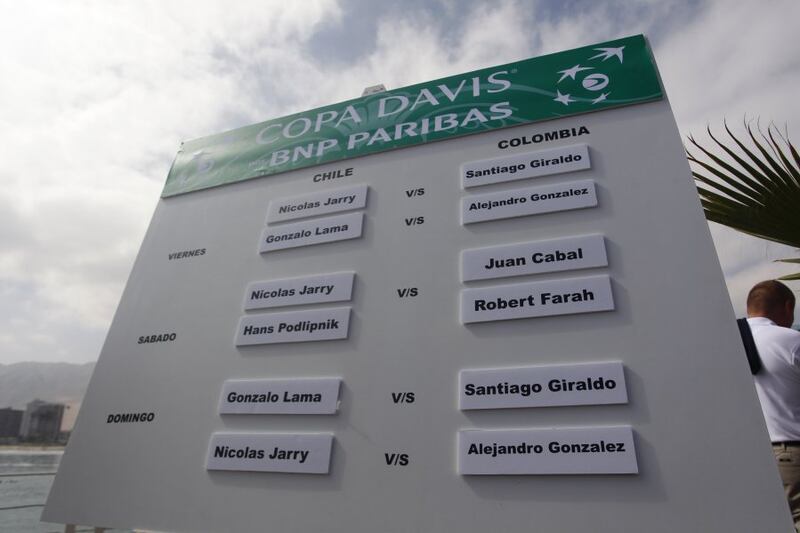 COPA DAVIS®
BNP PARIBAS
CHILE COLOMBIA
VIERNES
Nicolas Jarry V/S Santiago Giraldo
Gonzalo Lama V/S Alejandro Gonzalez
SABADO
Nicolas Jarry V/S Juan Cabal
Hans Podlipnik Robert Farah
DOMINGO
Gonzalo Lama V/S Santiago Giraldo
Nicolas Jarry V/S Alejandro Gonzalez